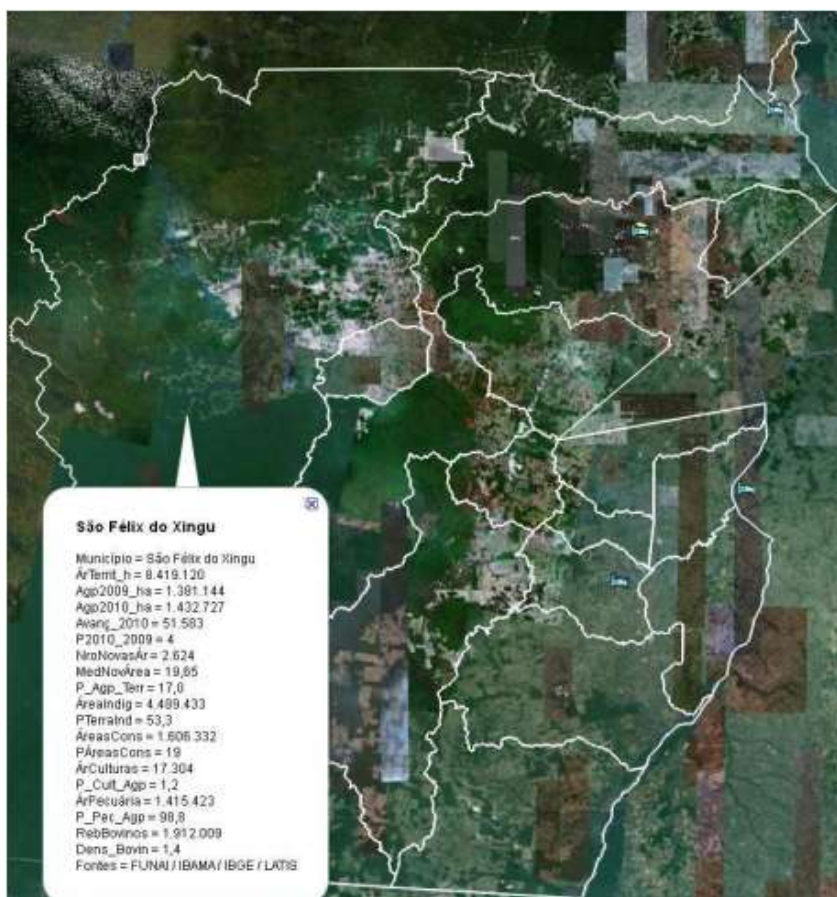 São Félix do Xingu
Município = São Félix do Xingu
ÁrTerrit_h = 8.419.120
Agp2009_ha = 1.381.144
Agp2010_ha = 1.432.727
Avanç_2010 = 51.583
P2010_2009 = 4
NroNovasÁr = 2.624
MedNovÁrea = 19,65
P_Agp_Terr = 17,0
ÁreaIndig = 4.489.433
PTerraInd = 53,3
ÁreasCons = 1.606.332
PÁreasCons = 19
ÁrCulturas = 17.304
P_Cult_Agp = 1,2
ÁrPecuária = 1.415.423
P_Pec_Agp = 98,8
RebBovinos = 1.912.009
Dens_Bovin = 1,4
Fontes = FUNAI / IBAMA / IBGE / LATIS